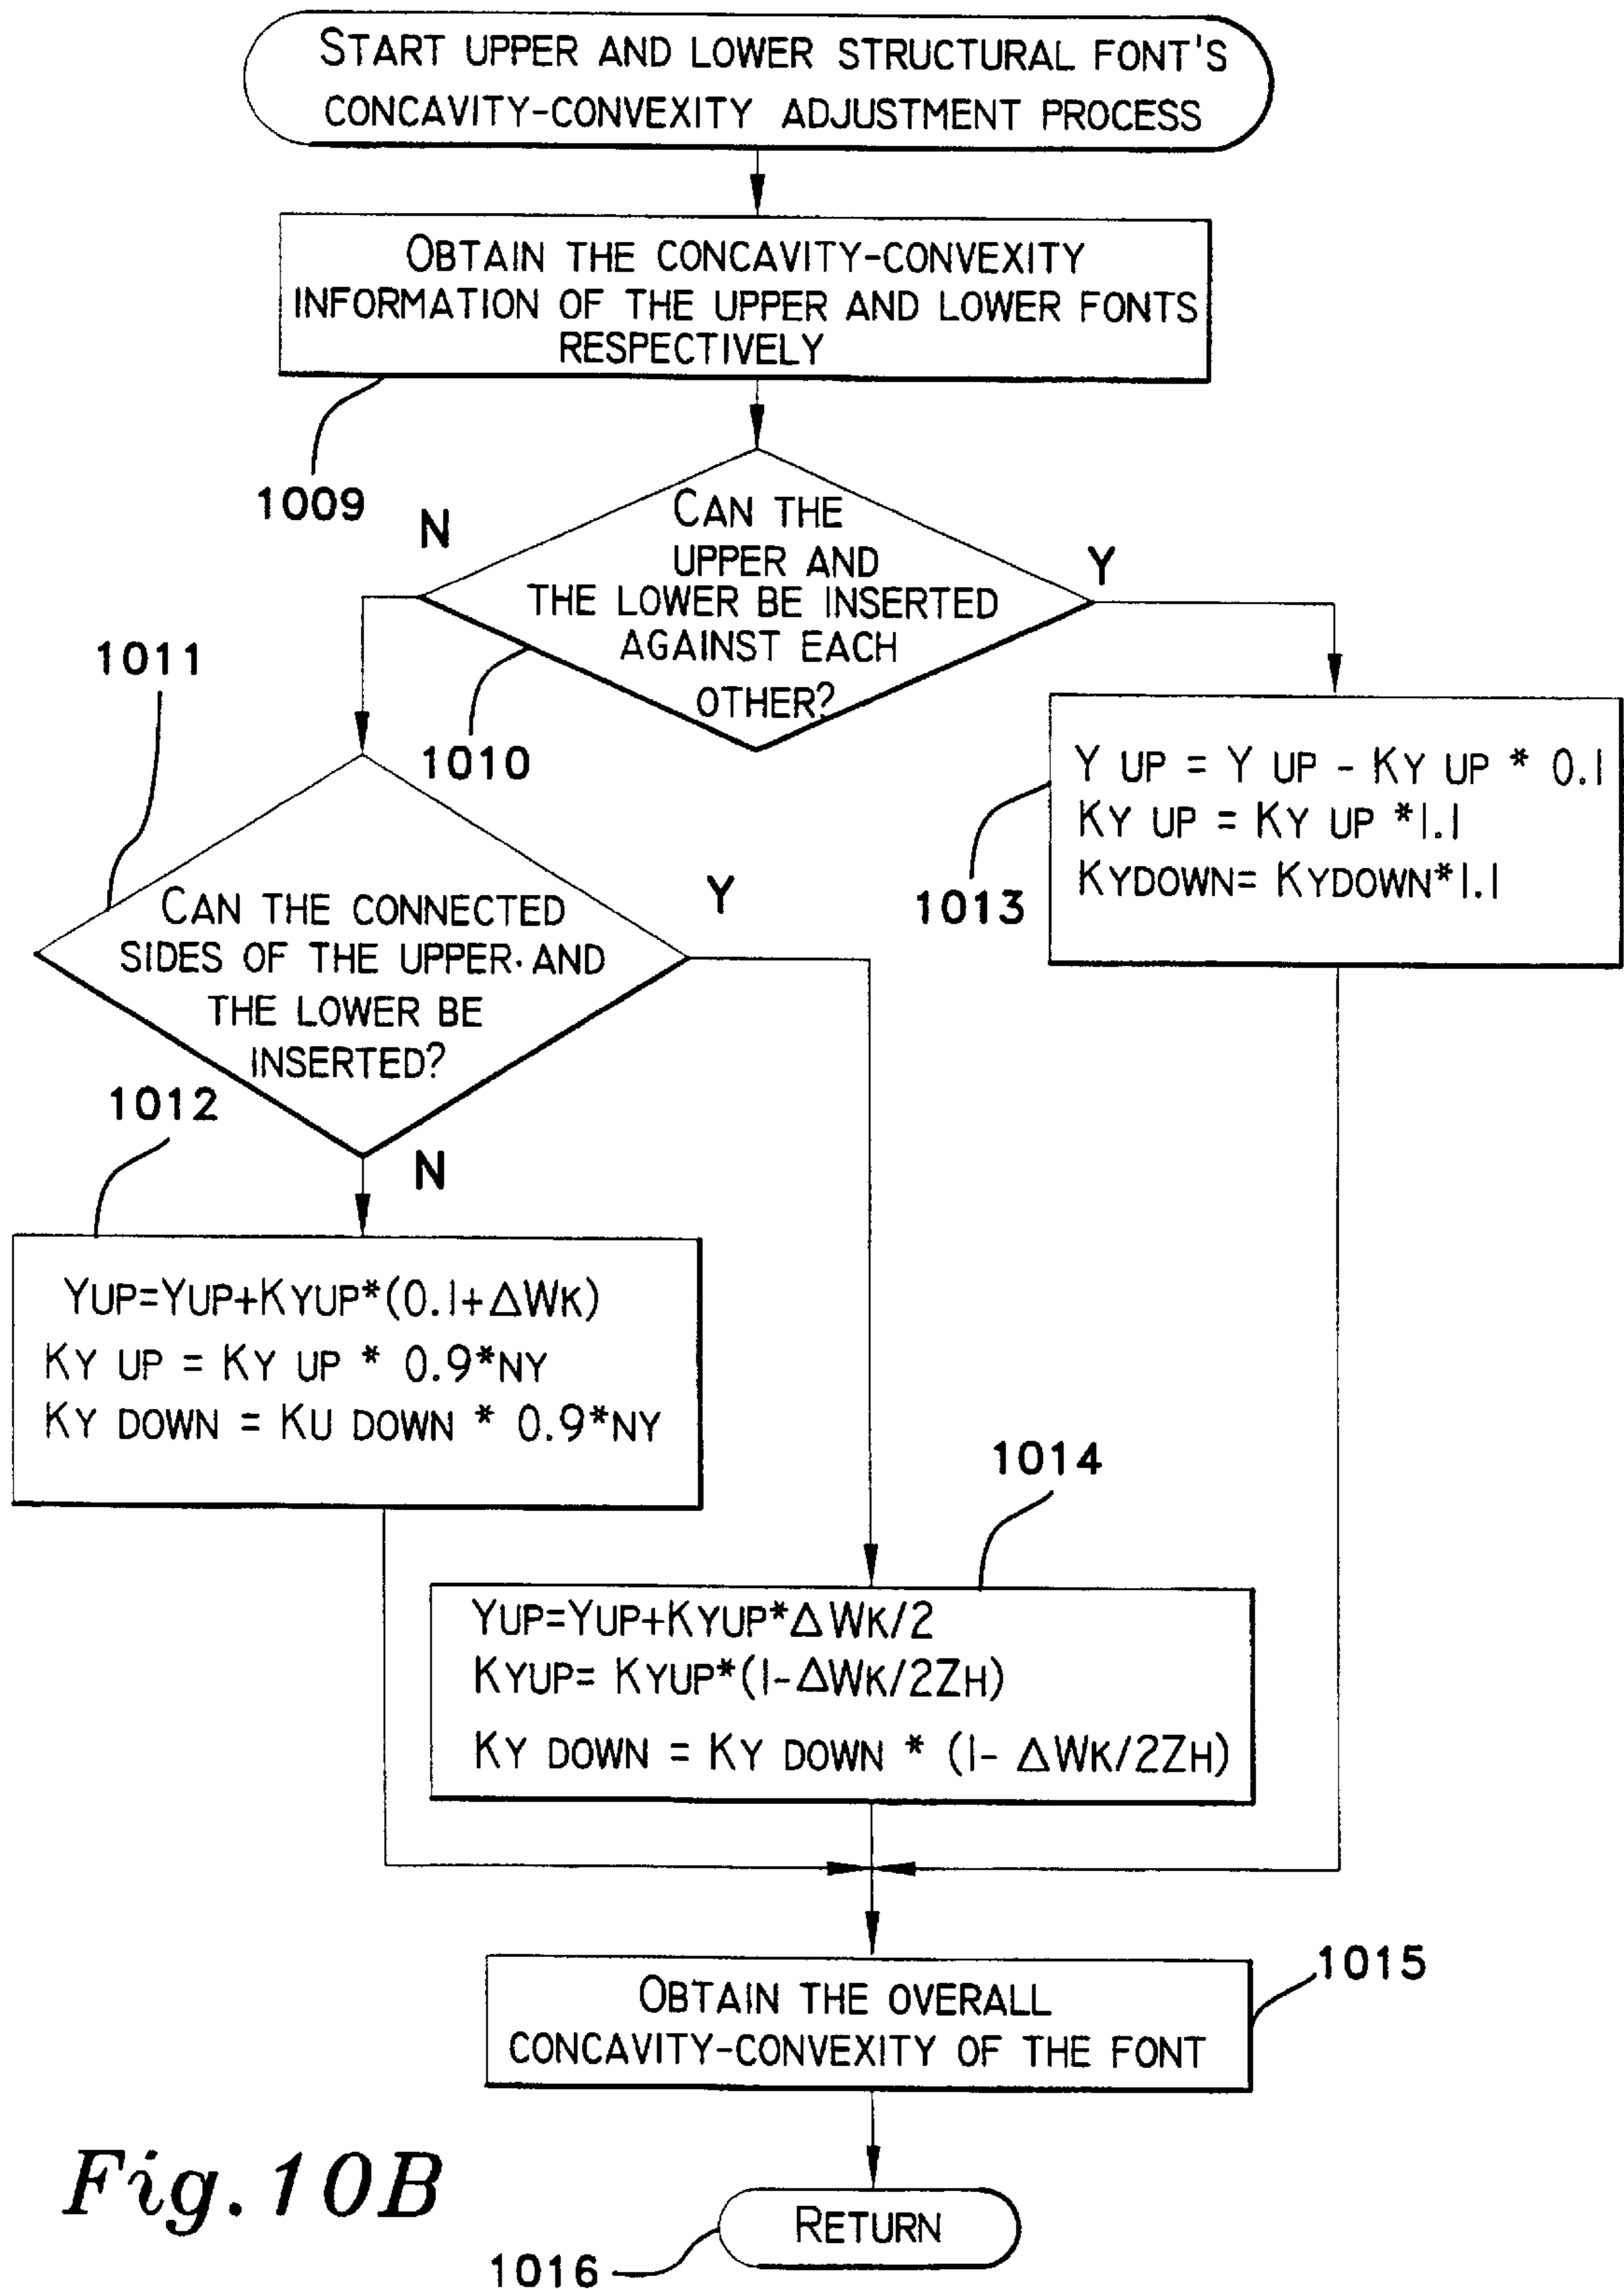 START UPPER AND LOWER STRUCTURAL FONT'S
CONCAVITY-CONVEXITY ADJUSTMENT PROCESS
OBTAIN THE CONCAVITY-CONVEXITY
INFORMATION OF THE UPPER AND LOWER FONTS
RESPECTIVELY
1009
N
CAN THE
UPPER AND
THE LOWER BE INSERTED
AGAINST EACH
OTHER?
Y
1010
1011
CAN THE CONNECTED
SIDES OF THE UPPER· AND
THE LOWER BE
INSERTED?
Y
N
Y UP = Y UP - KY UP * 0.1
KY UP = KY UP *1.1
KYDOWN= KYDOWN*1.1
1013
1012
YUP=YUP+KYUP*(0.1+ΔWK)
KY UP = KY UP * 0.9*NY
KY DOWN = KU DOWN * 0.9*NY
1014
YUP=YUP+KYUP*ΔWK/2
KYUP= KYUP*(1-ΔWK/2ZH)
KY DOWN = KY DOWN * (1- ΔWK/2ZH)
OBTAIN THE OVERALL
CONCAVITY-CONVEXITY OF THE FONT
1015
RETURN
1016
Fig. 10B